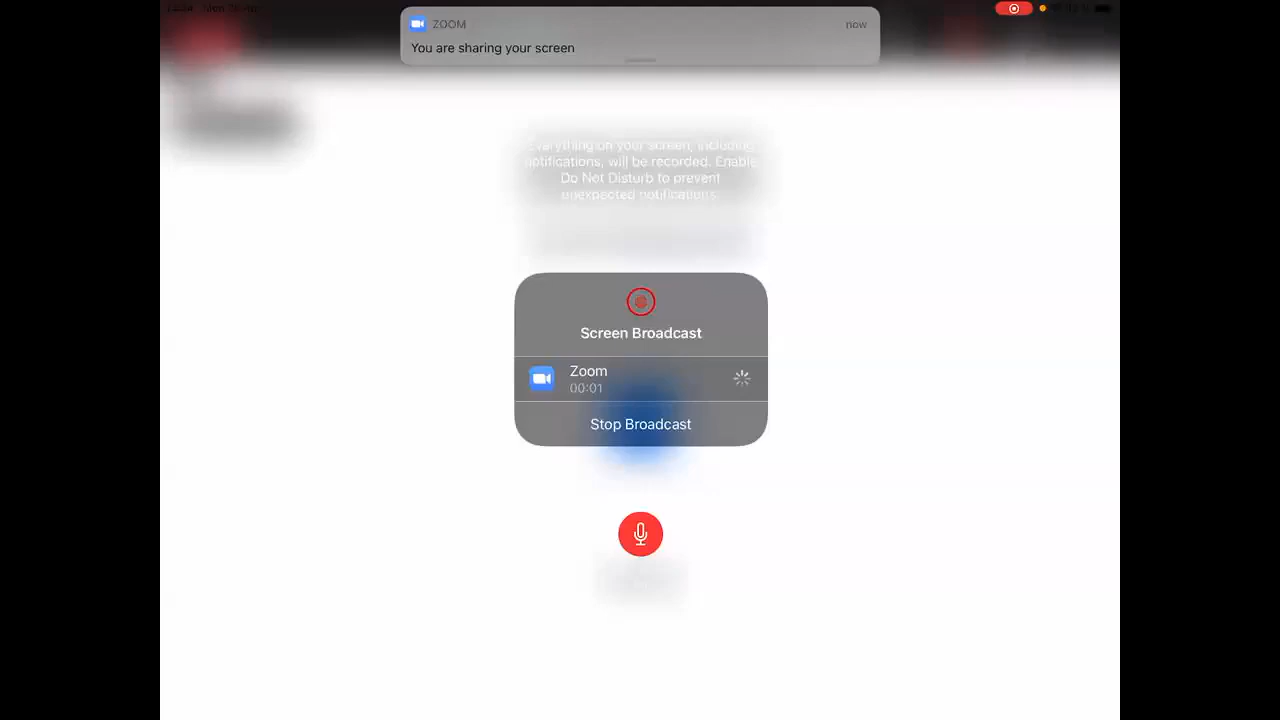 ZOOM
now
You are sharing your screen
Everything on your screen, including
notifications, will be recorded. Enable
Do Not Disturb to prevent
unexpected notifications.
Screen Broadcast
Zoom
00:01
Stop Broadcast